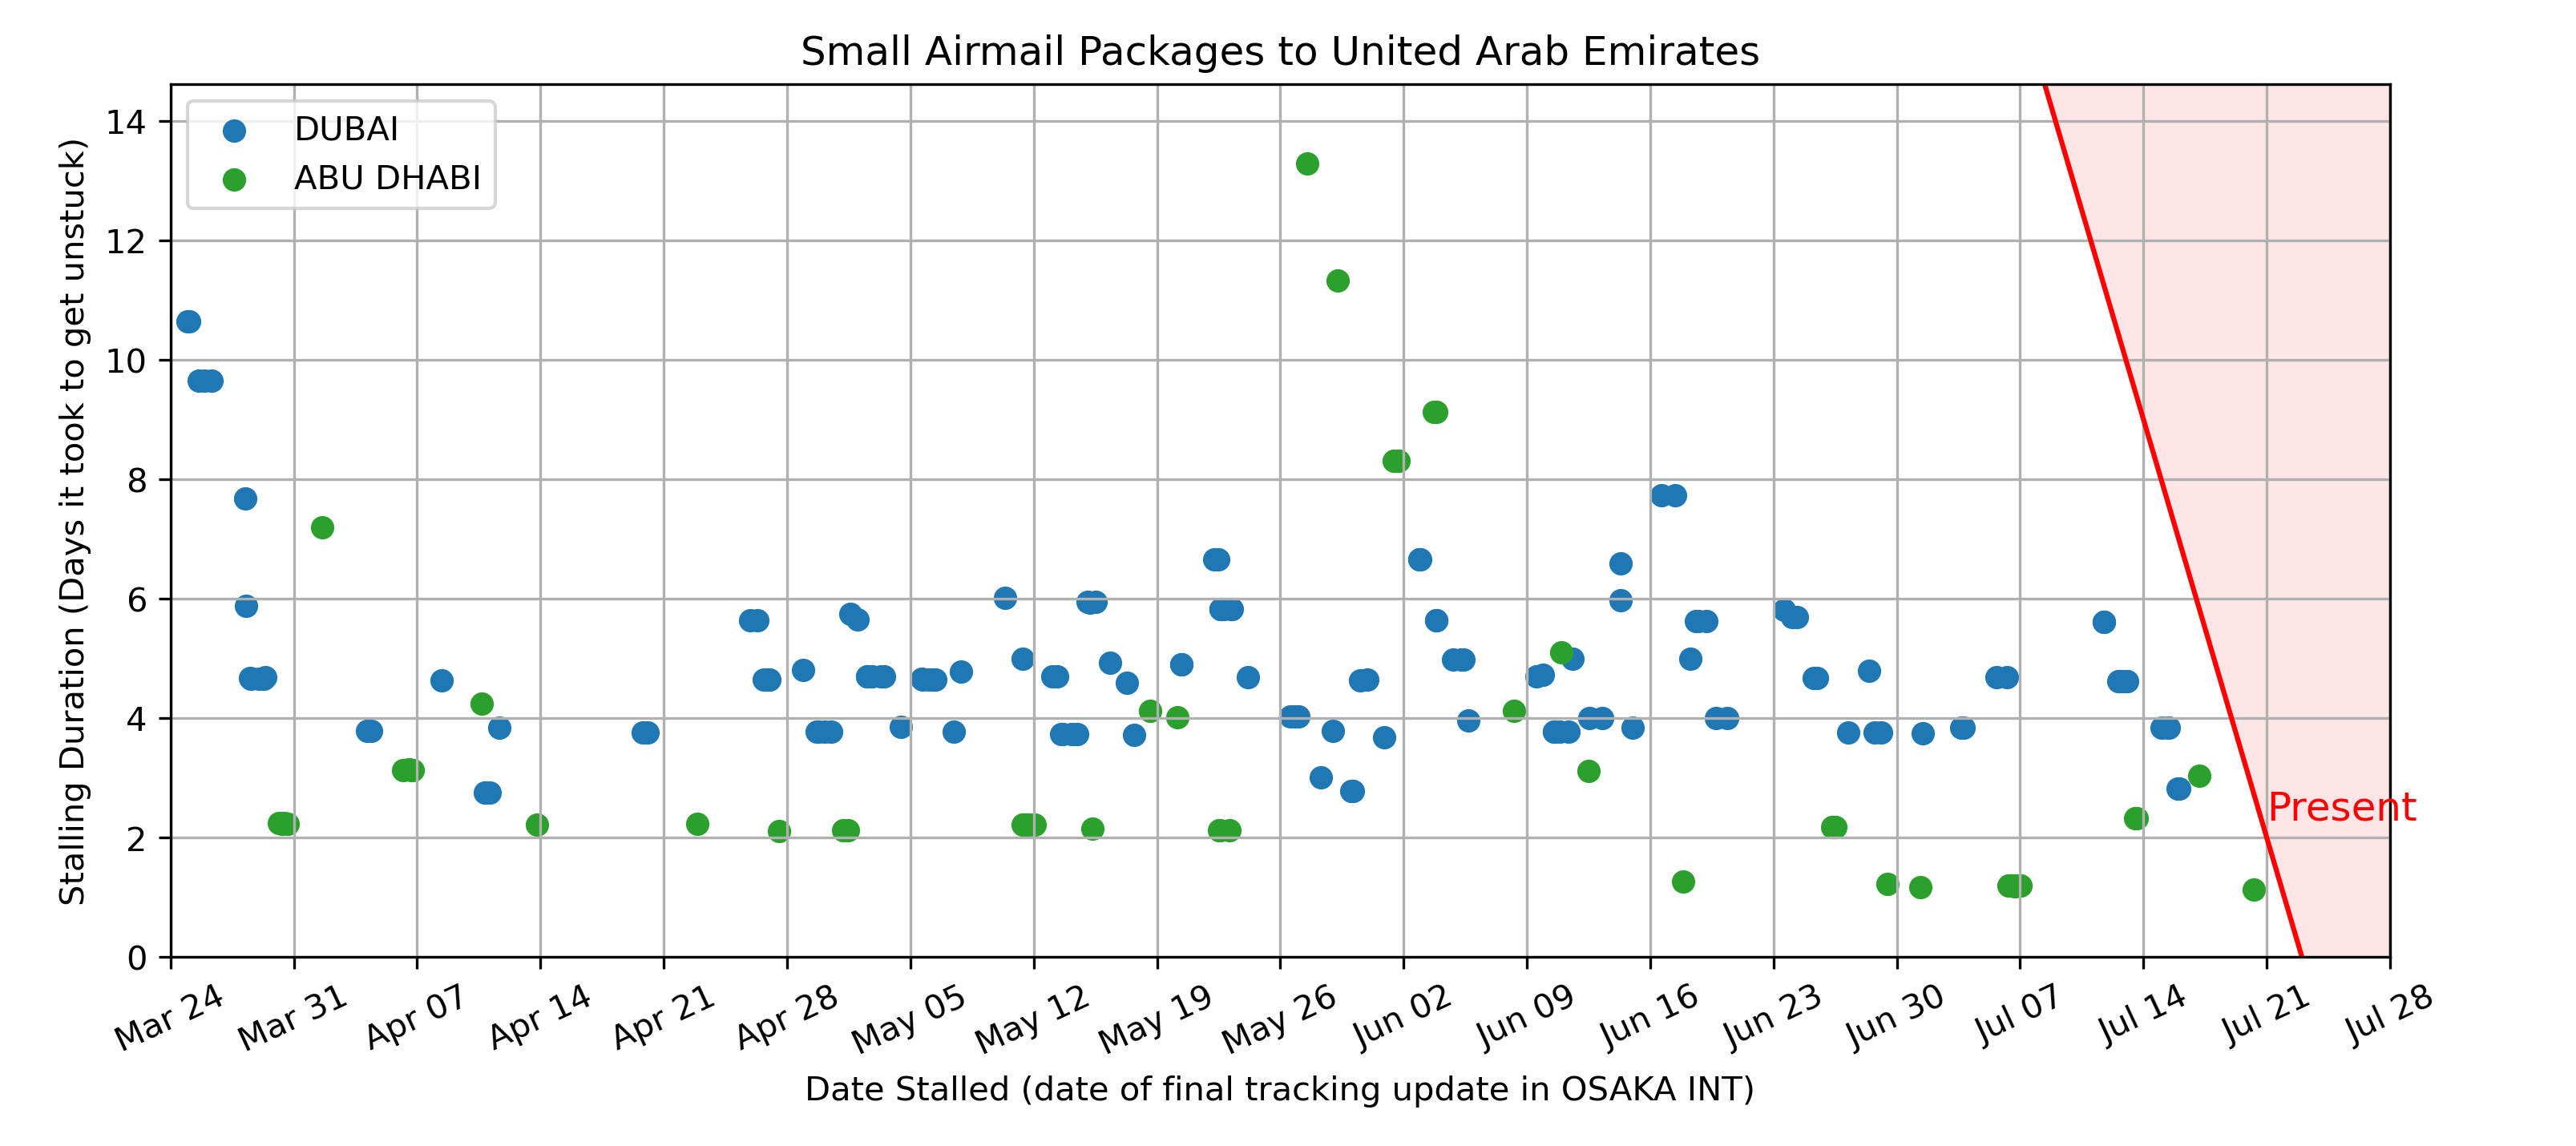 Small Airmail Packages to United Arab Emirates
DUBAI
ABU DHABI
Stalling Duration (Days it took to get unstuck)
14
12
10
8
6
4
2
0
Present
Mar 24
Mar 31
Apr 07
Apr 14
Apr 21
Apr 28
May 05
May 12
May 19
May 26
Jun 02
Jun 09
Jun 16
Jun 23
Jun 30
Jul 07
Jul 14
Jul 21
Jul 28
Date Stalled (date of final tracking update in OSAKA INT)